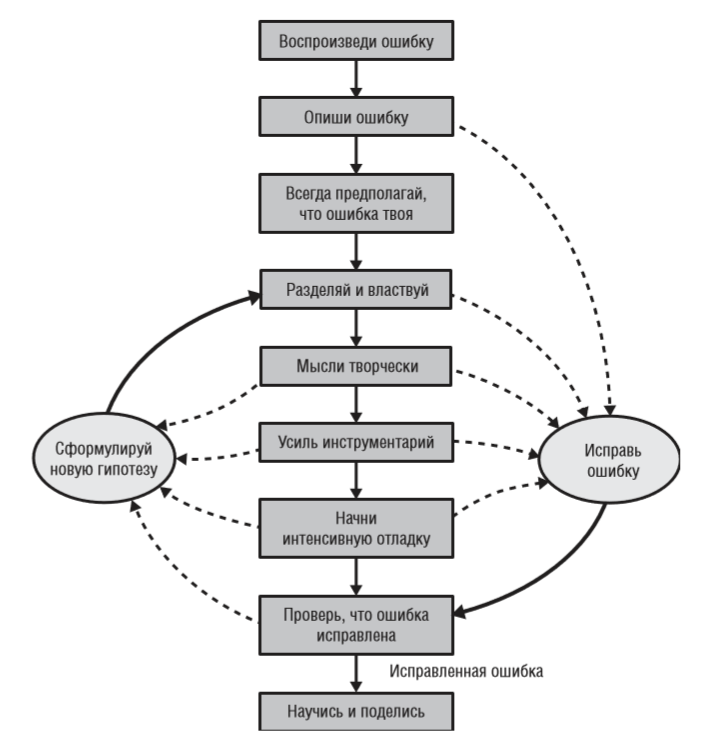 Воспроизведи ошибку
Опиши ошибку
Всегда предполагай,
что ошибка твоя
Разделяй и властвуй
Мысли творчески
Сформулируй
новую гипотезу
Усиль инструментарий
Исправь
ошибку
Начни
интенсивную отладку
Проверь, что ошибка
исправлена
Исправленная ошибка
Научись и поделись